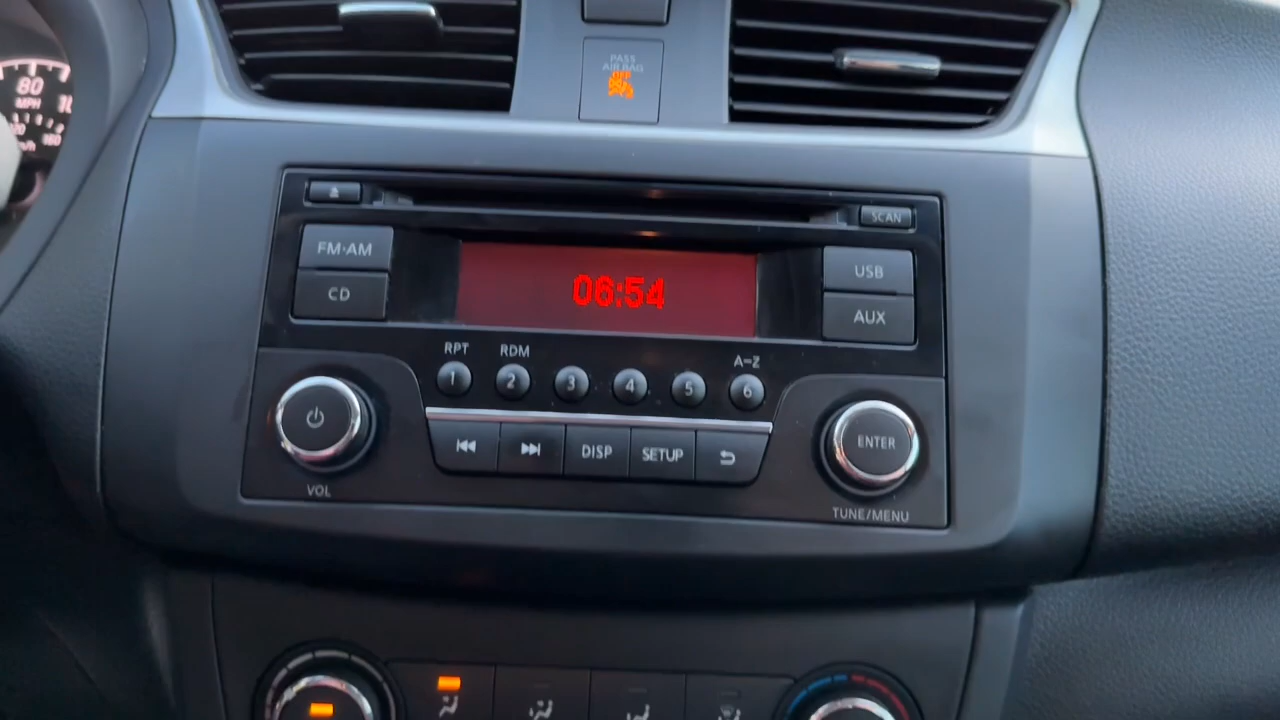 PASS
AIR BAG
80
MPH
SCAN
FM·AM
USB
CD
AUX
06:54
RPT
RDM
A–Z
1
2
3
4
5
6
DISP
SETUP
ENTER
VOL
TUNE/MENU